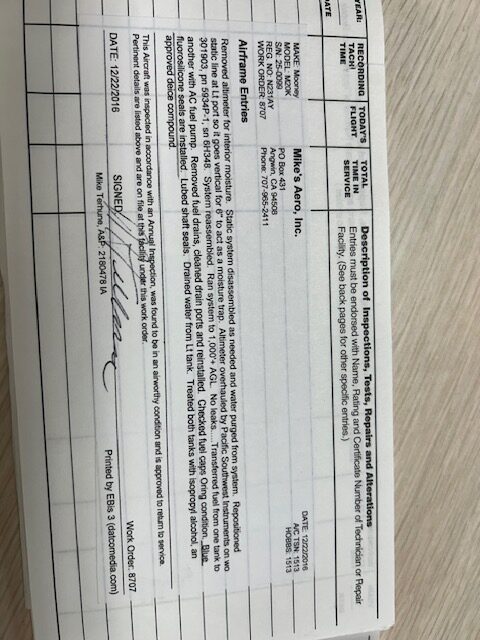 YEAR:
DATE
RECORDING TACH TIME
TODAY'S FLIGHT
TOTAL TIME IN SERVICE
Description of Inspections, Tests, Repairs and Alterations
Entries must be endorsed with Name, Rating and Certificate Number of Technician or Repair
Facility. (See back pages for other specific entries.)
MAKE: Mooney
MODEL: M20K
S/N: 25-0099
REG. NO: N231AY
WORK ORDER: 8707
Mike's Aero, Inc.
PO Box 431
Angwin, CA 94508
Phone: 707-965-2411
DATE: 12/22/2016
A/C TSN: 1513
HOBBS: 1513
Airframe Entries
Removed altimeter for interior moisture. Static system disassembled as needed and water purged from system. Repositioned
static line at Lt port so it goes vertical for 6" to act as a moisture trap. Altimeter overhauled by Pacific Southwest Instruments on wo
301903, pn 5934P-1, sn 6H348. System reassembled. Ran system to 1,000'+ AGL. No leaks.....Transferred fuel from one tank to
another with AC fuel pump. Removed fuel drains, cleaned drain ports and reinstalled. Checked fuel caps Oring condition. Blue
fluorosilicone seals are installed. Lubed shaft seals. Drained water from Lt tank. Treated both tanks with isopropyl alcohol, an
approved deice compound.
This Aircraft was inspected in accordance with an Annual Inspection, was found to be in an airworthy condition and is approved to return to service.
Pertinent details are listed above and are on file at this facility under this work order.
Work Order: 8707
DATE: 12/22/2016
SIGNED
Mike Terhune, A&P: 2180478 IA
Printed by EBis 3 (datcomedia.com)